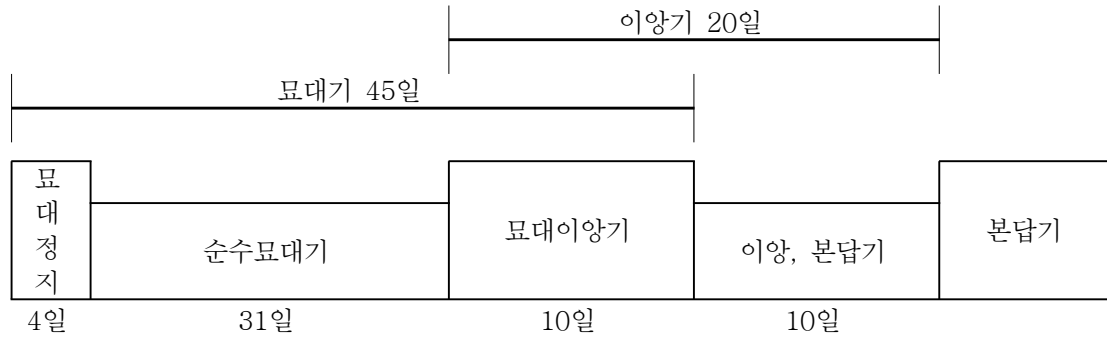 이앙기 20일
묘대기 45일
묘
대
정
지
순수묘대기
묘대이앙기
이앙, 본답기
본답기
4일
31일
10일
10일